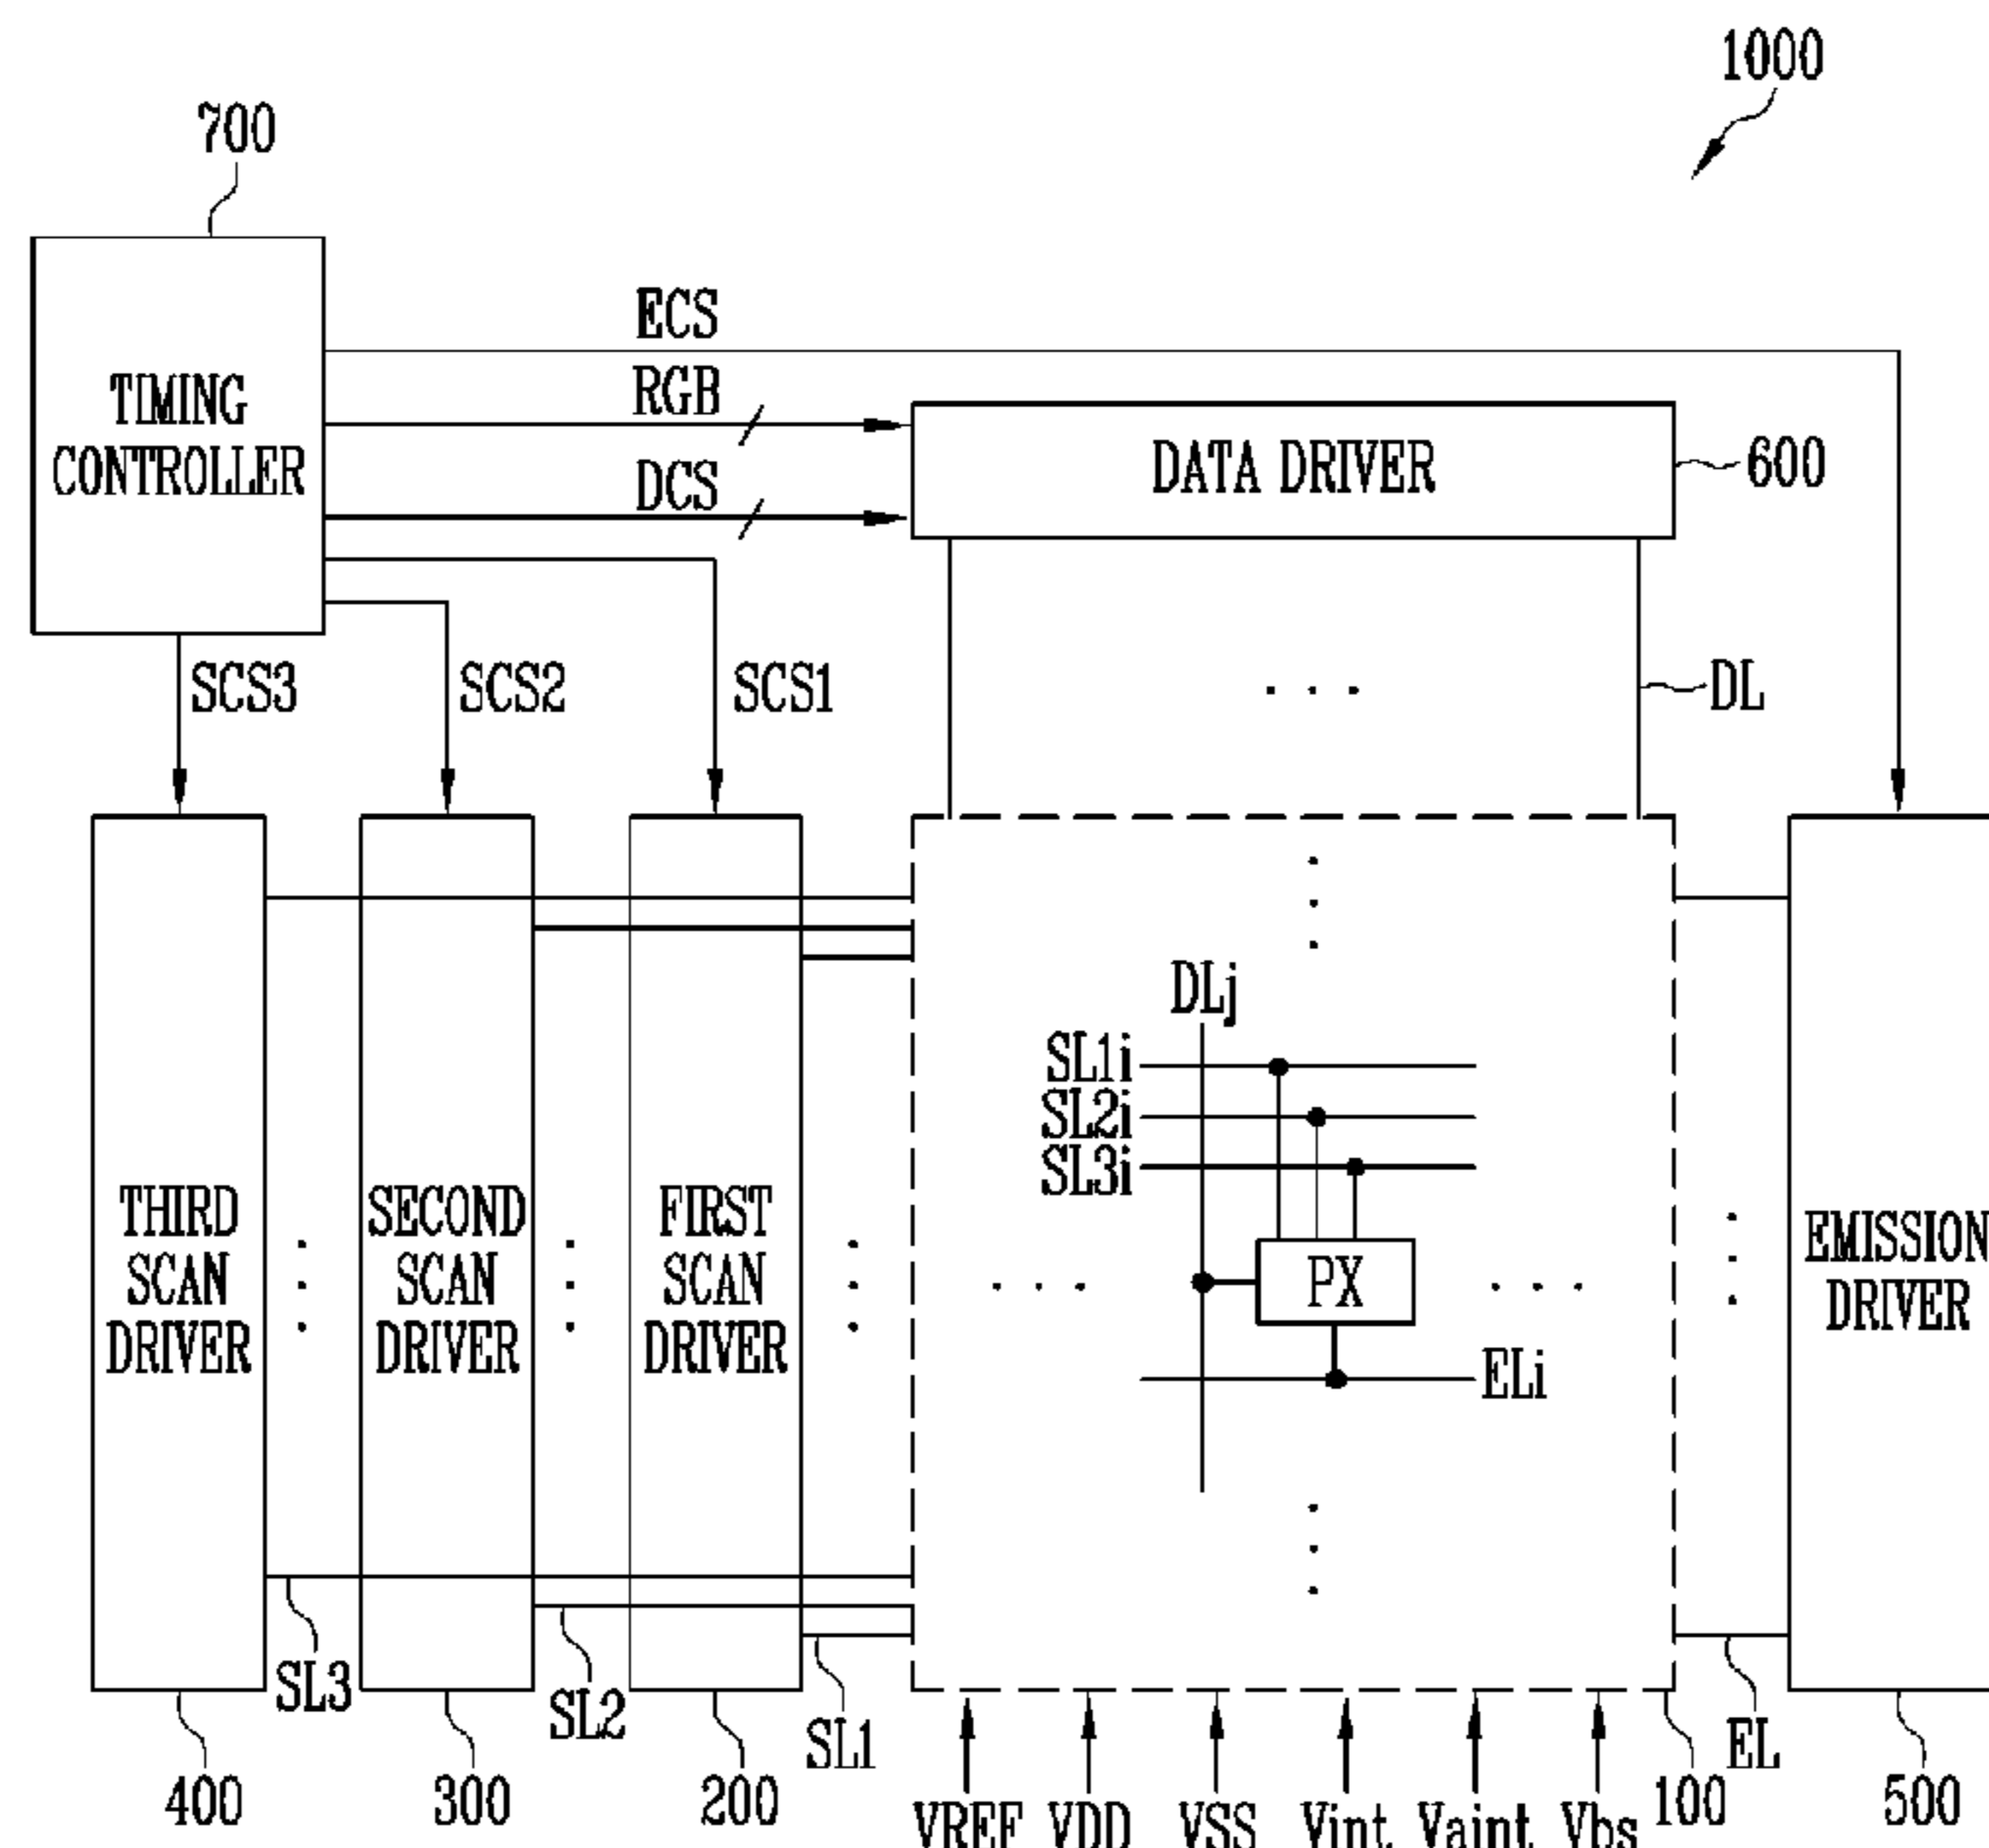 1000
700
TIMING
CONTROLLER
ECS
RGB
DCS
DATA DRIVER
600
SCS3
SCS2
SCS1
DL
THIRD
SCAN
DRIVER
SECOND
SCAN
DRIVER
FIRST
SCAN
DRIVER
DLj
SL1i
SL2i
SL3i
PX
ELi
EMISSION
DRIVER
SL3
SL2
SL1
EL
400
300
200
VREF
VDD
VSS
Vint
Vaint
Vbs
100
500